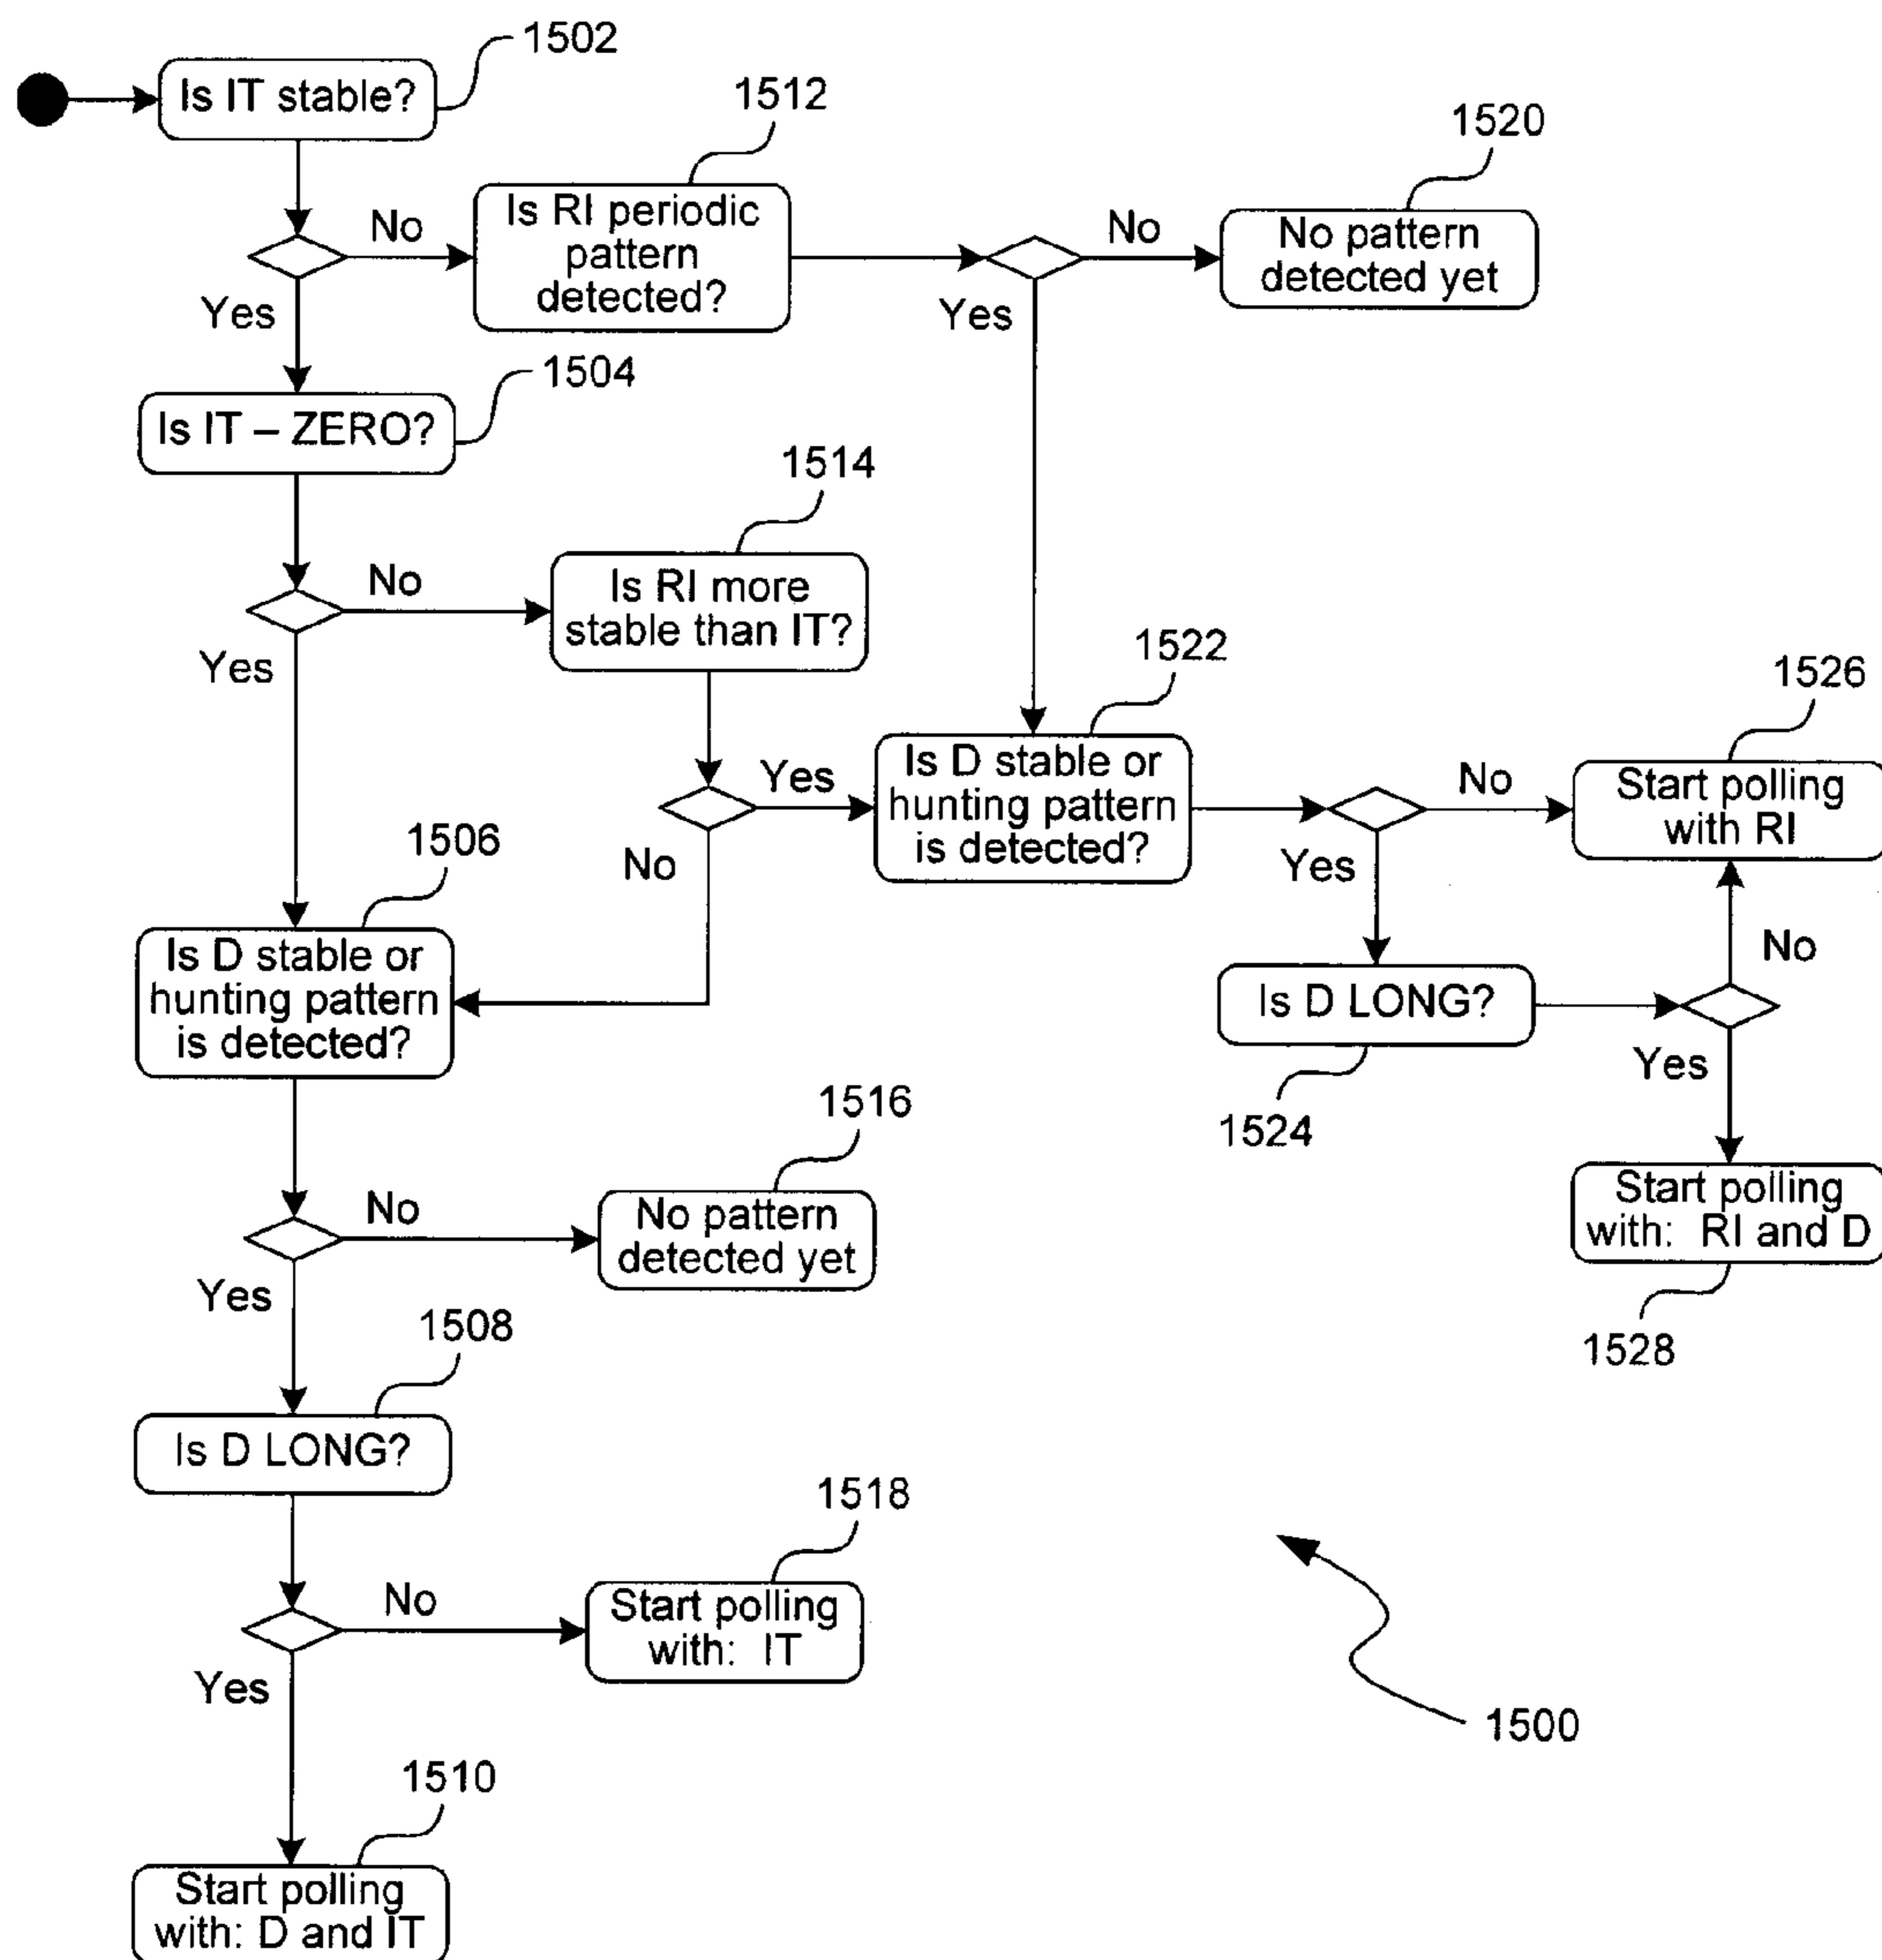 1502
Is IT stable?
1512
1520
No
Is RI periodic
pattern
detected?
No
No pattern
detected yet
Yes
Yes
1504
Is IT – ZERO?
1514
No
Is RI more
stable than IT?
Yes
1522
1526
Yes
Is D stable or
hunting pattern
is detected?
No
Start polling
with RI
No
Yes
1506
Is D stable or
hunting pattern
is detected?
No
Is D LONG?
Yes
1524
1516
Start polling
with: RI and D
No
No pattern
detected yet
Yes
1528
1508
Is D LONG?
1518
No
Start polling
with: IT
Yes
1500
1510
Start polling
with: D and IT